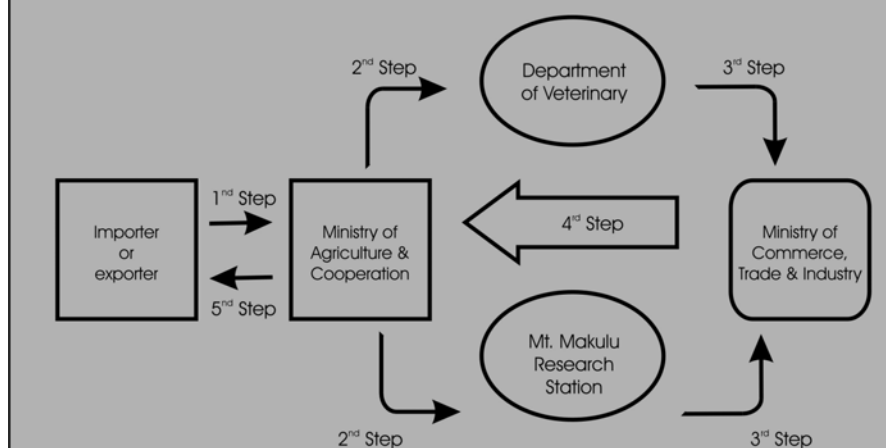 2nd Step
Department
of Veterinary
3rd Step
Importer
or
exporter
1nd Step
5nd Step
Ministry of
Agriculture &
Cooperation
4rd Step
Ministry of
Commerce,
Trade & Industry
Mt. Makulu
Research
Station
2nd Step
3rd Step